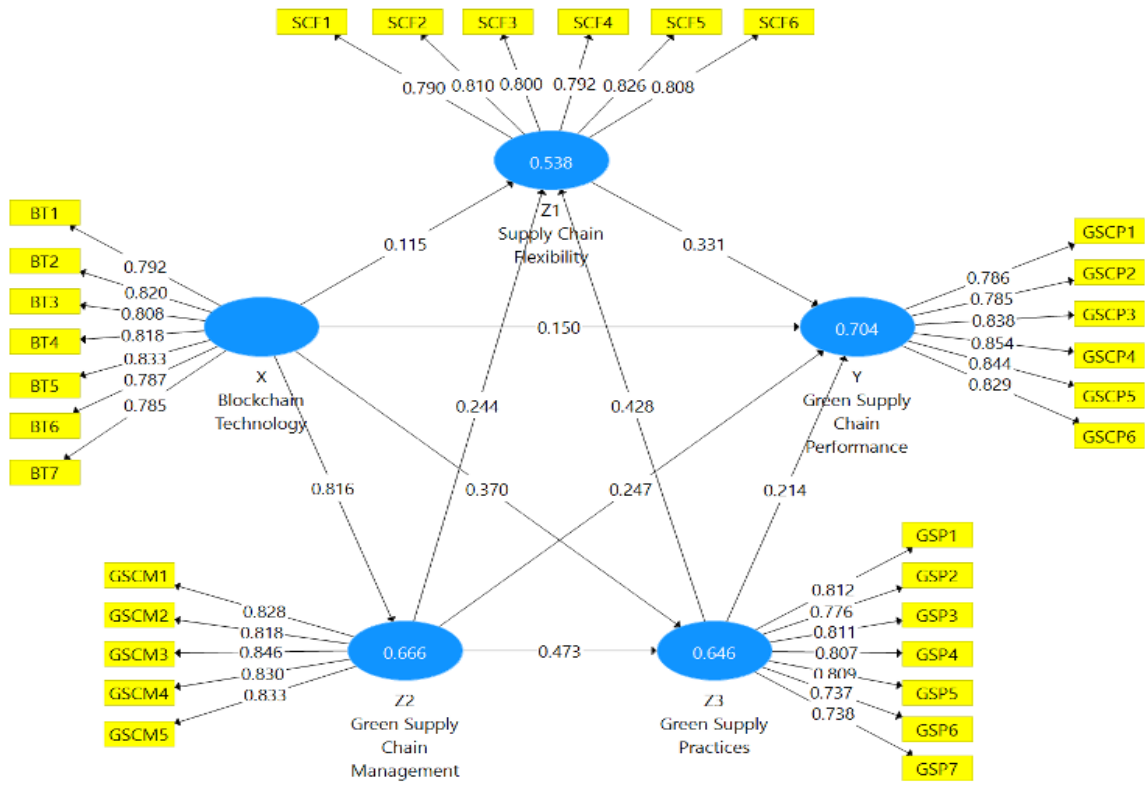 SCF1 SCF2 SCF3 SCF4 SCF5 SCF6
0.790 0.810 0.800 0.792 0.826 0.808
0.538
Z1
Supply Chain
Flexibility
BT1
BT2
BT3
BT4
BT5
BT6
BT7
0.792
0.820
0.808
0.818
0.833
0.787
0.785
X
Blockchain
Technology
0.115
0.331
0.150
0.244
0.428
0.816
0.370
0.247
0.214
0.704
Y
Green Supply
Chain
Performance
0.786
0.785
0.838
0.854
0.844
0.829
GSCP1
GSCP2
GSCP3
GSCP4
GSCP5
GSCP6
GSCM1
GSCM2
GSCM3
GSCM4
GSCM5
0.828
0.818
0.846
0.830
0.833
0.666
Z2
Green Supply
Chain
Management
0.473
0.646
Z3
Green Supply
Practices
0.812
0.776
0.811
0.807
0.809
0.737
0.738
GSP1
GSP2
GSP3
GSP4
GSP5
GSP6
GSP7